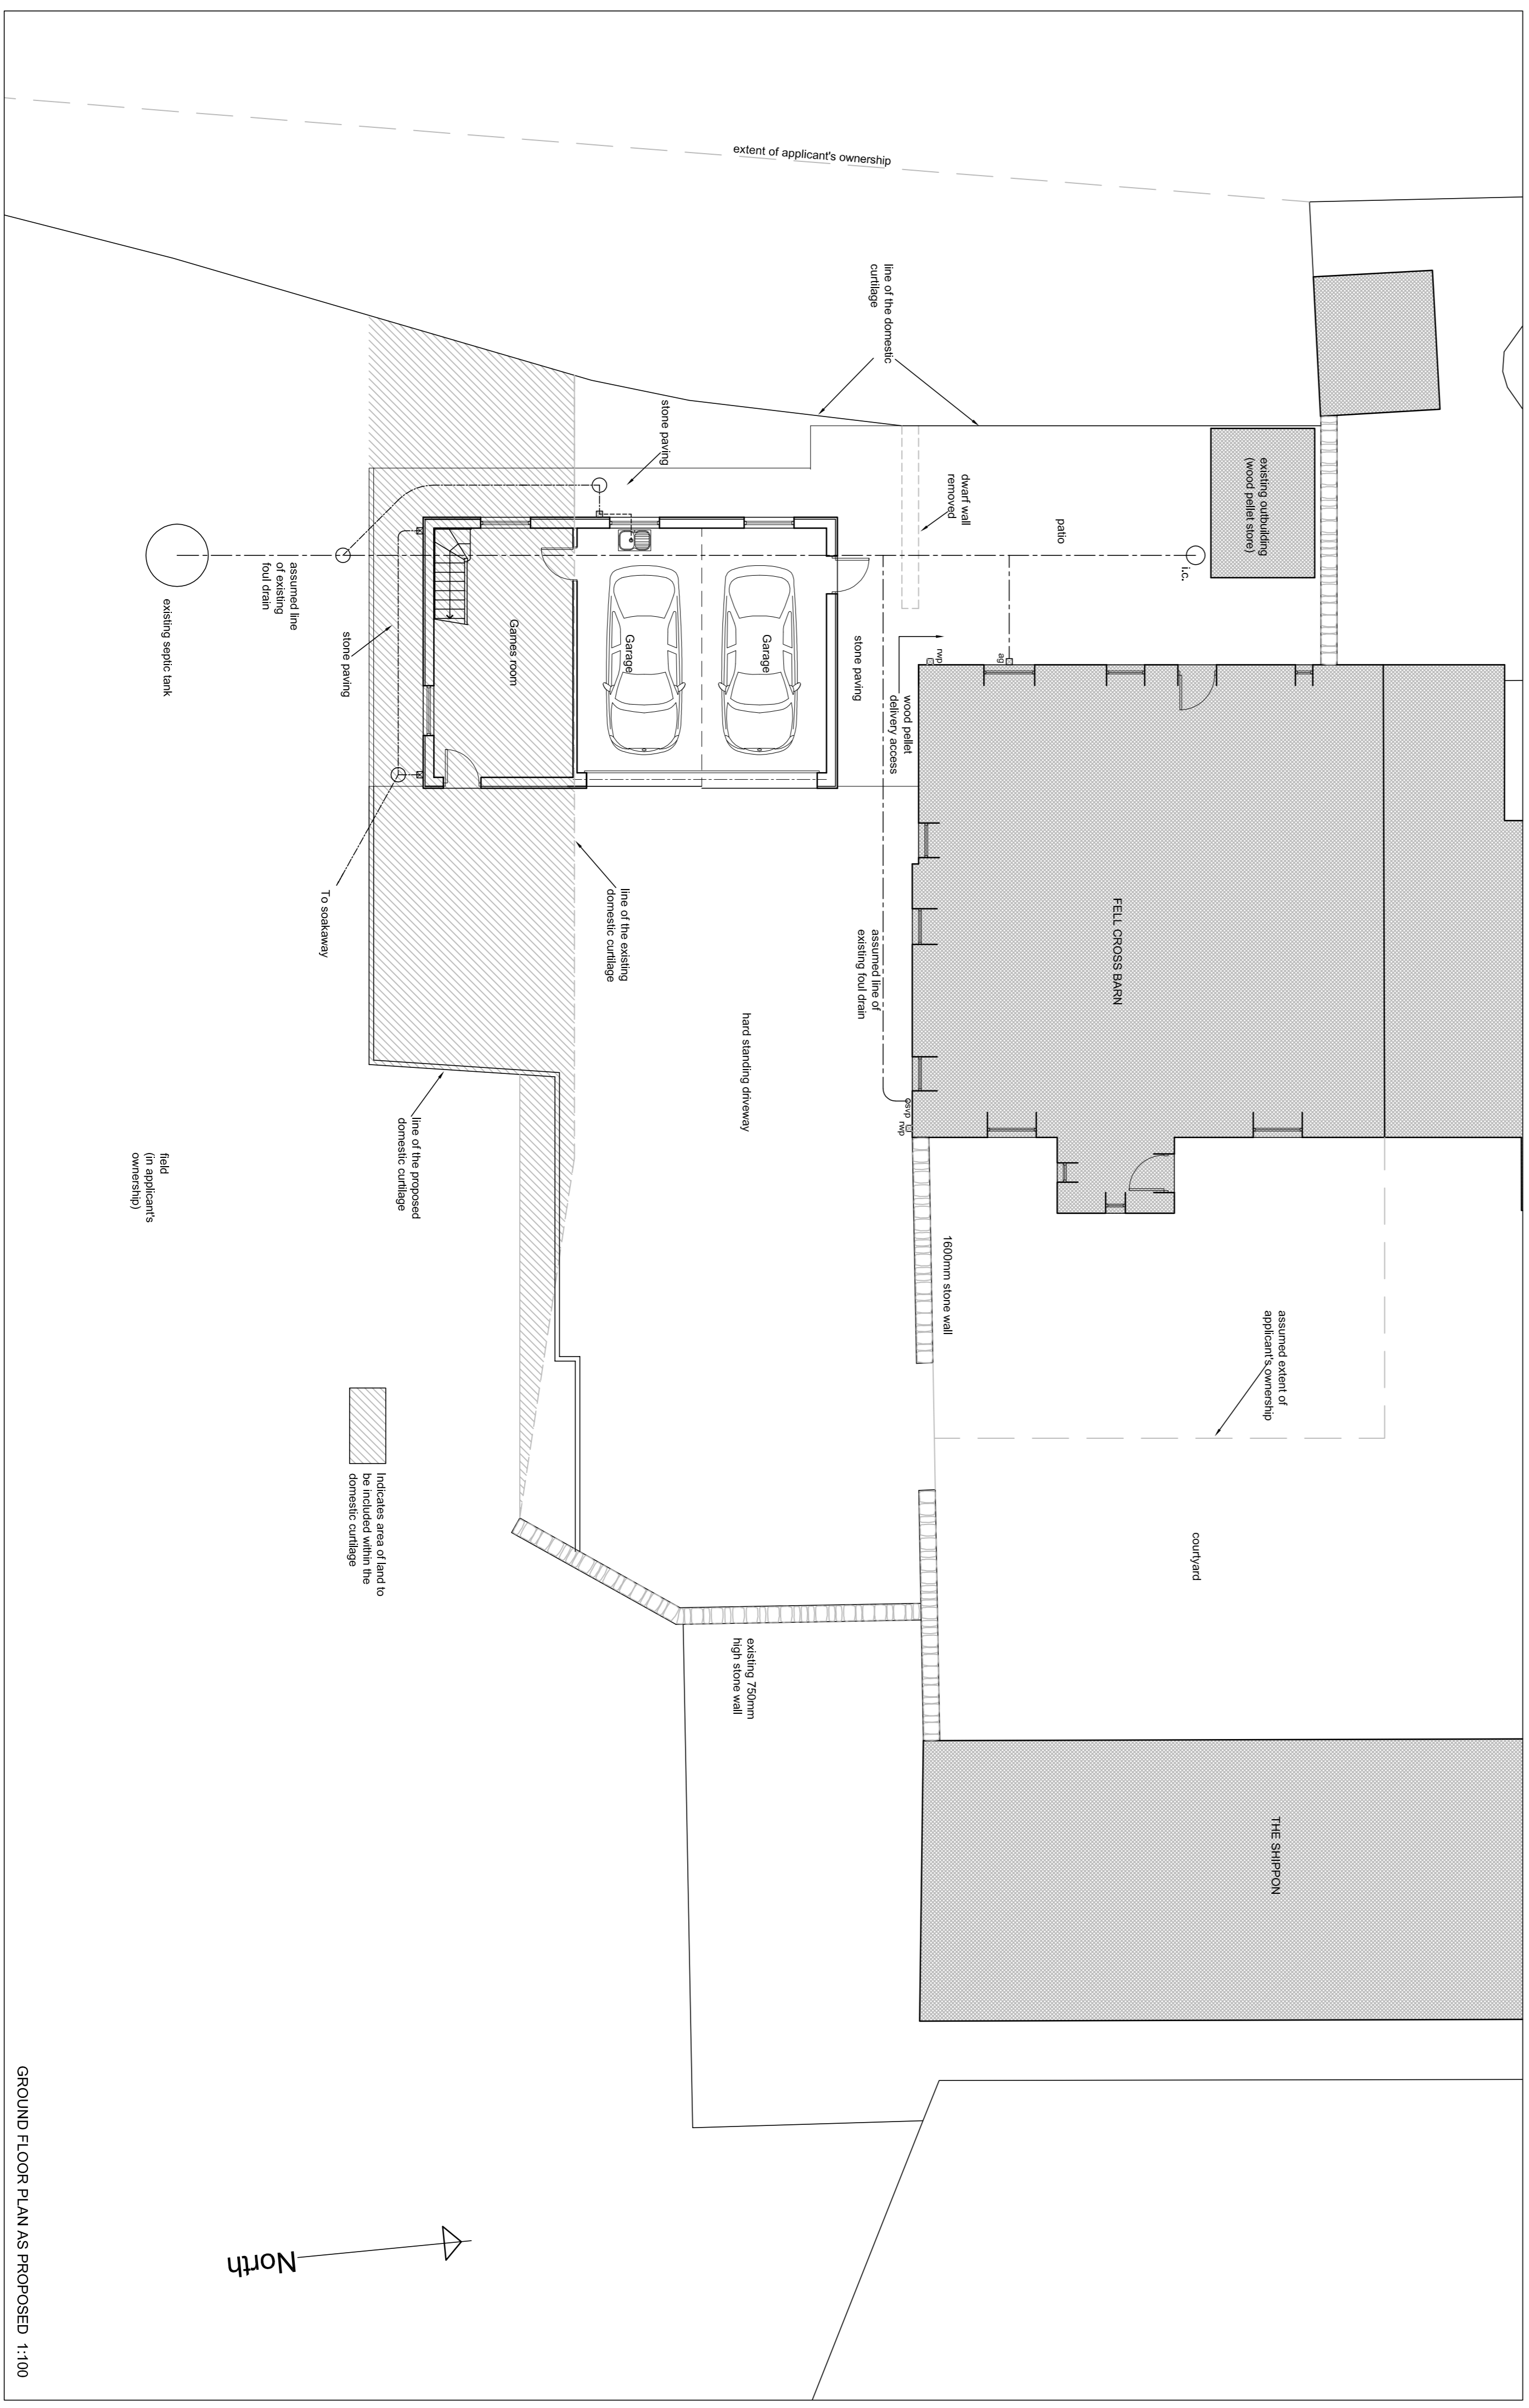 extent of applicant's ownership
line of the domestic
curtilage
existing outbuilding
(wood pellet store)
stone paving
dwarf wall
removed
patio
i.c.
assumed line
of existing
foul drain
existing septic tank
stone paving
Games room
Garage
Garage
stone paving
wood pellet
delivery access
rwp
ag
FELL CROSS BARN
To soakaway
line of the existing
domestic curtilage
assumed line of
existing foul drain
hard standing driveway
osvp
rwp
line of the proposed
domestic curtilage
field
(in applicant's
ownership)
1600mm stone wall
assumed extent of
applicant's ownership
Indicates area of land to
be included within the
domestic curtilage
courtyard
existing 750mm
high stone wall
THE SHIPPON
North
GROUND FLOOR PLAN AS PROPOSED 1:100